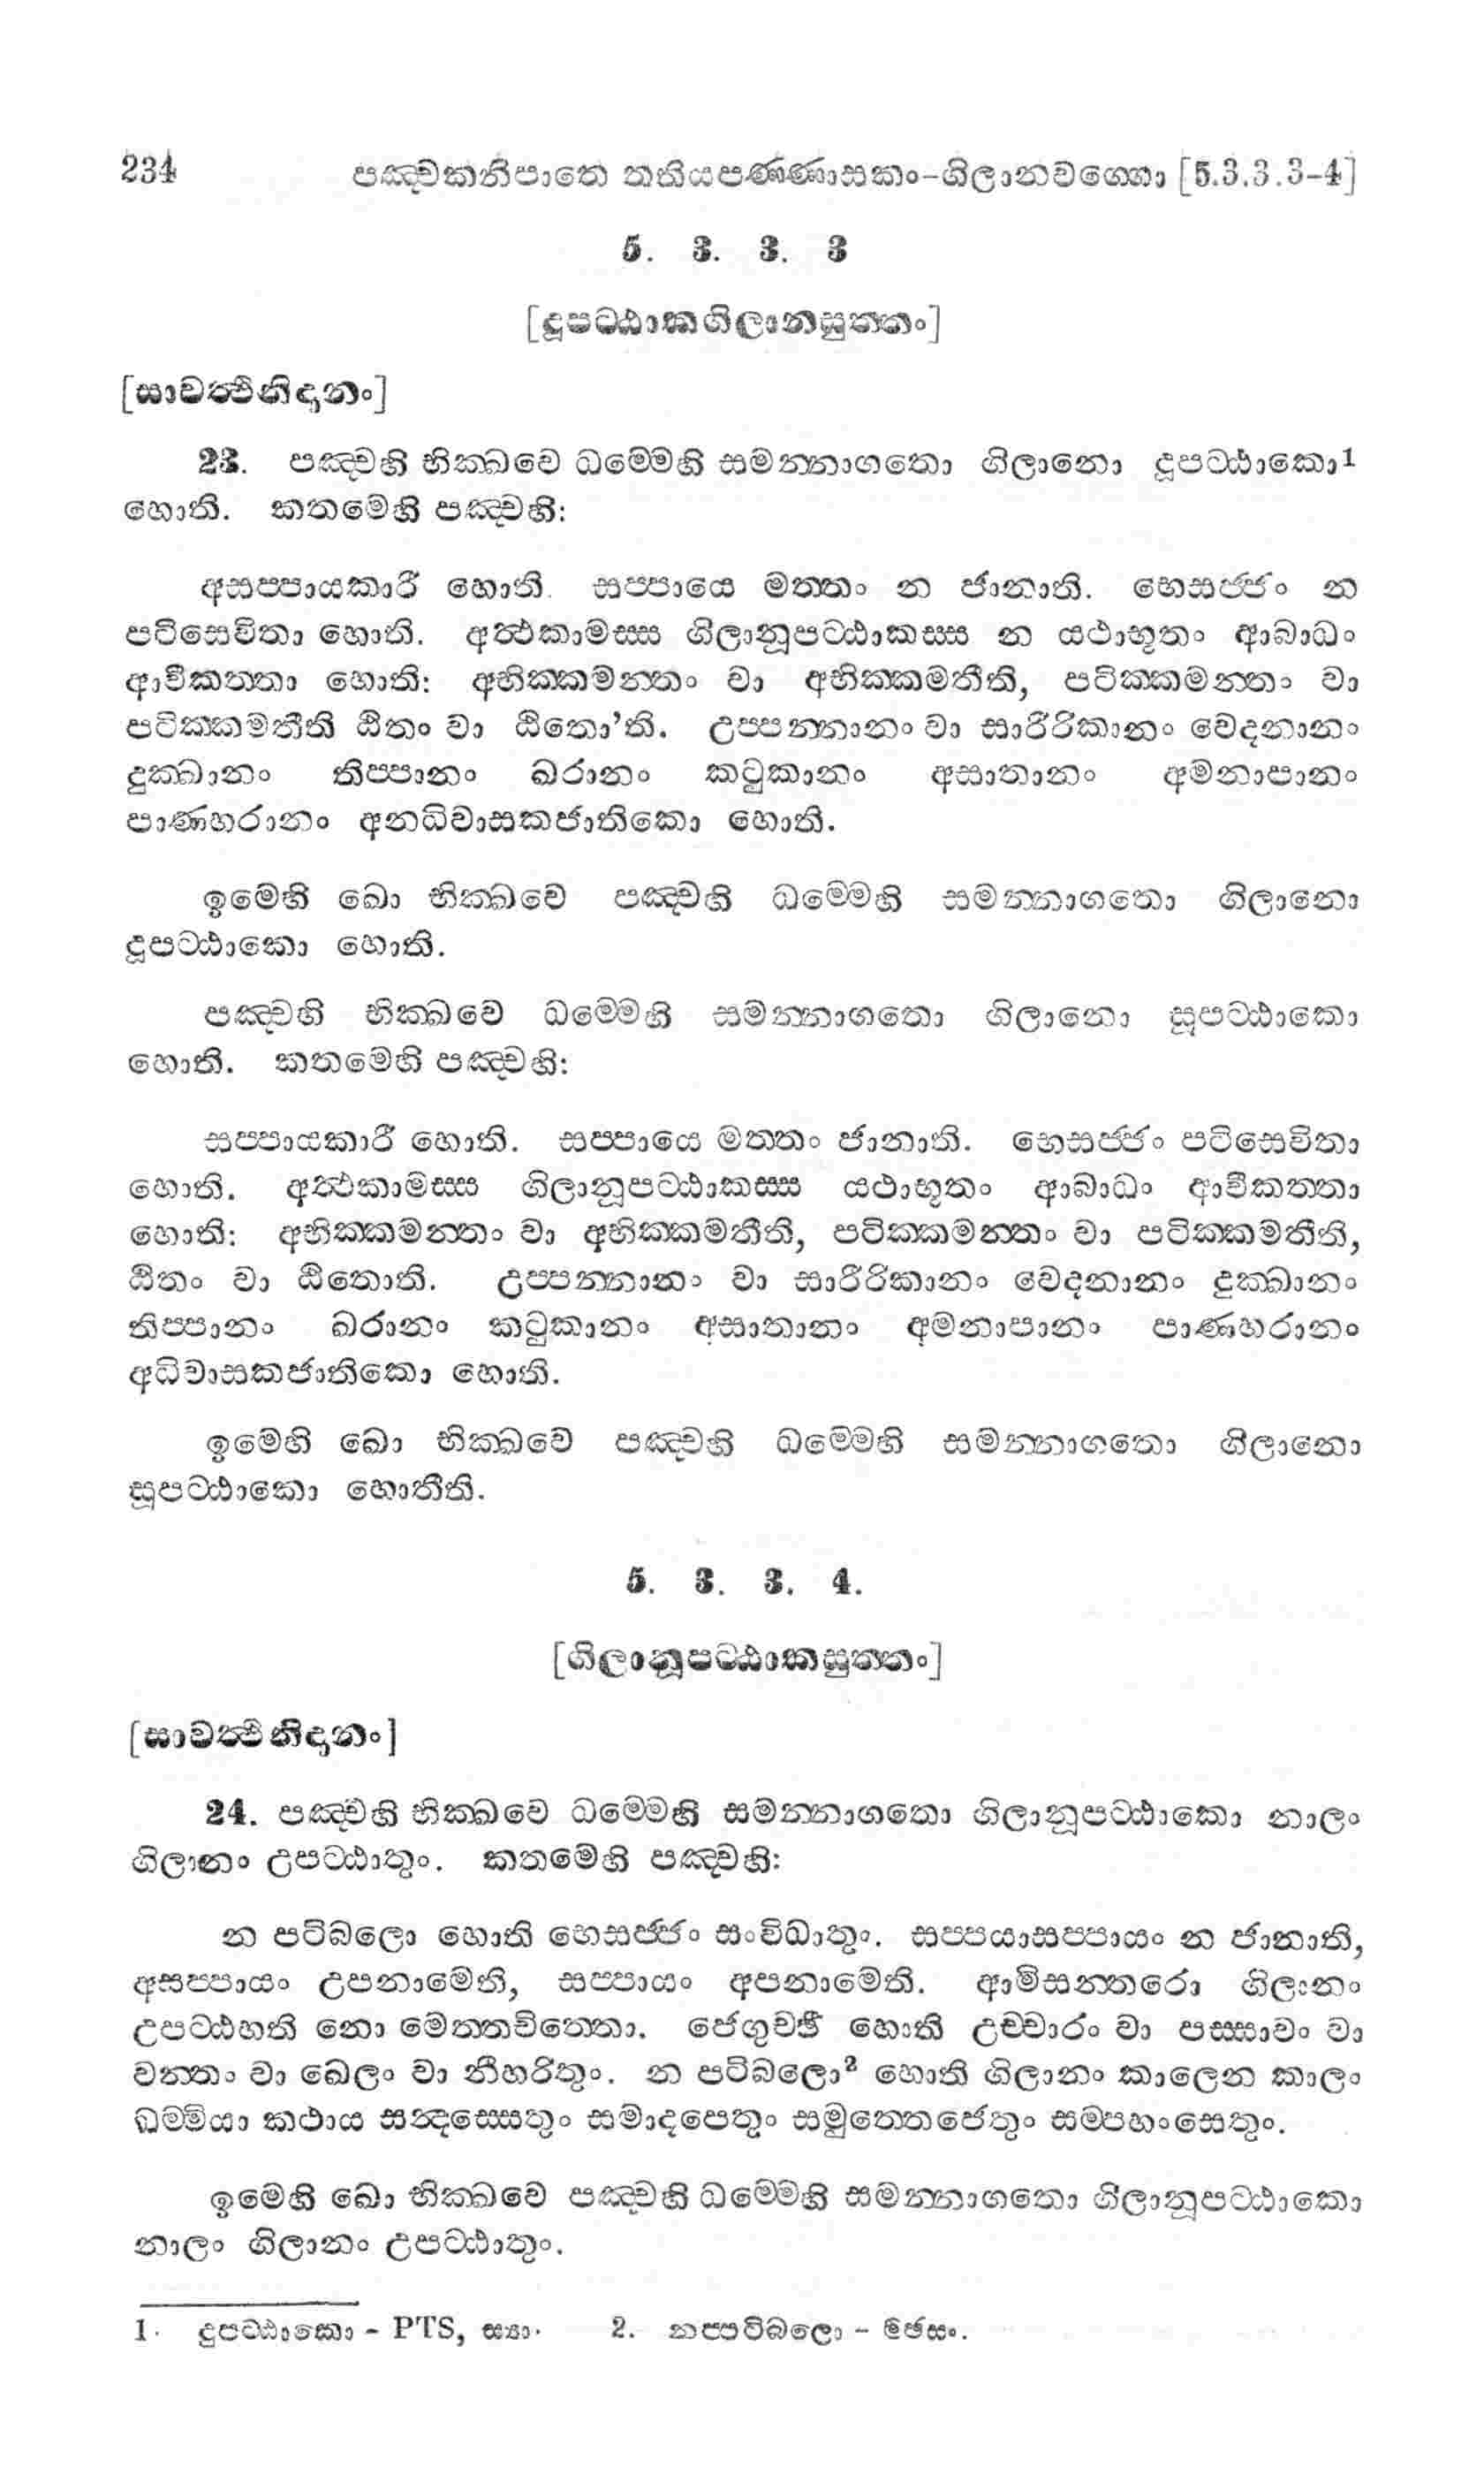 234 පඤ්චකනිපාතෙ තතියපණ්ණාසකං-ගිලානවග්ගො [5.3.3.3-4]
5. 3. 3. 3
[දූපට්ඨාකගිලානසුත්තං]
[සාවත්ථිනිදානං]
23. පඤ්චහි භික්ඛවෙ ධම්මෙහි සමන්නාගතො ගිලානො දූපට්ඨාකො1
හොති. කතමෙහි පඤ්චහි:
අසප්පායකාරී හොති. සප්පායෙ මත්තං න ජානාති. භෙසජ්ජං න
පටිසෙවිතා හොති. අත්ථකාමස්ස ගිලානූපට්ඨාකස්ස න යථාභූතං ආබාධං
ආවීකත්තා හොති: අභික්කමන්තං වා අභික්කමතීති, පටික්කමන්තං වා
පටික්කමතීති ඨිතං වා ඨිතො'ති. උප්පන්නානං වා සාරීරිකානං වෙදනානං
දුක්ඛානං තිප්පානං ඛරානං කටුකානං අසාතානං අමනාපානං
පාණහරානං අනධිවාසකජාතිකො හොති.
ඉමෙහි ඛො භික්ඛවෙ පඤ්චහි ධම්මෙහි සමන්නාගතො ගිලානො
දූපට්ඨාකො හොති.
පඤ්චහි භික්ඛවෙ ධම්මෙහි සමන්නාගතො ගිලානො සූපට්ඨාකො
හොති. කතමෙහි පඤ්චහි:
සප්පායකාරී හොති. සප්පායෙ මත්තං ජානාති. භෙසජ්ජං පටිසෙවිතා
හොති. අත්ථකාමස්ස ගිලානූපට්ඨාකස්ස යථාභූතං ආබාධං ආවීකත්තා
හොති: අභික්කමන්තං වා අභික්කමතීති, පටික්කමන්තං වා පටික්කමතීති,
ඨිතං වා ඨිතොති. උප්පන්නානං වා සාරීරිකානං වෙදනානං දුක්ඛානං
තිප්පානං ඛරානං කටුකානං අසාතානං අමනාපානං පාණහරානං
අධිවාසකජාතිකො හොති.
ඉමෙහි ඛො භික්ඛවෙ පඤ්චහි ධම්මෙහි සමන්නාගතො ගිලානො
සූපට්ඨාකො හොතීති.
5. 3. 3. 4.
[ගිලානූපට්ඨාකසුත්තං]
[සාවත්ථිනිදානං]
24. පඤ්චහි භික්ඛවෙ ධම්මෙහි සමන්නාගතො ගිලානූපට්ඨාකො නාලං
ගිලානං උපට්ඨාතුං. කතමෙහි පඤ්චහි:
න පටිබලො හොති භෙසජ්ජං සංවිධාතුං. සප්පයාසප්පායං න ජානාති,
අසප්පායං උපනාමෙති, සප්පායං අපනාමෙති. ආමිසන්තරො ගිලානං
උපට්ඨහති නො මෙත්තචිත්තො. ජෙගුච්ඡී හොති උච්චාරං වා පස්සාවං වා
වන්තං වා ඛෙලං වා නීහරිතුං. න පටිබලො2 හොති ගිලානං කාලෙන කාලං
ධම්මියා කථාය සන්දස්සෙතුං සමාදපෙතුං සමුත්තෙජෙතුං සම්පහංසෙතුං.
ඉමෙහි ඛො භික්ඛවෙ පඤ්චහි ධම්මෙහි සමන්නාගතො ගිලානූපට්ඨාකො
නාලං ගිලානං උපට්ඨාතුං.
1. දුපට්ඨාකො - PTS, ස්‍යා. 2. නප්පටිබලො - මඡසං.